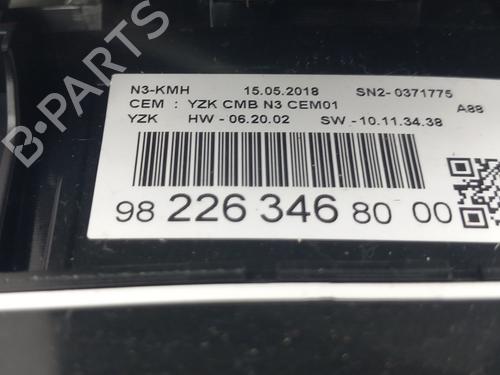 B-PARTS
N3-KMH 15.05.2018 SN2- 0371775
CEM : YZK CMB N3 CEM01 A88
YZK HW - 06.20.02 SW - 10.11.34.38
98 226 346 80 00